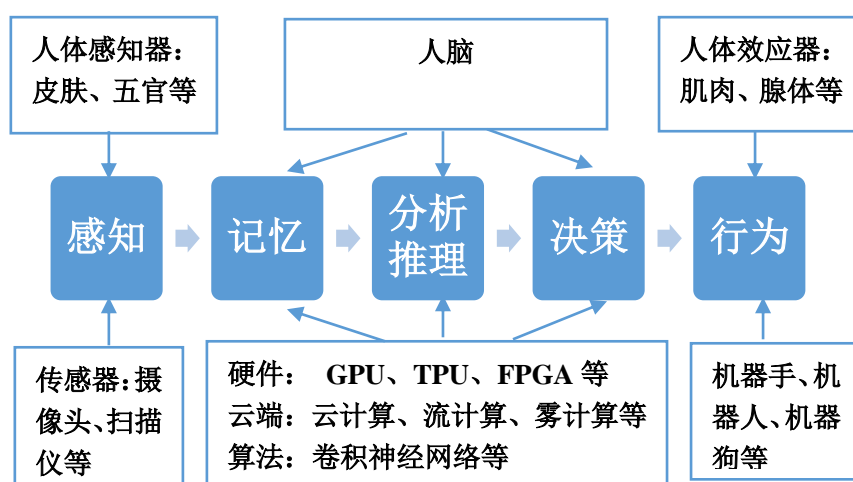 人体感知器：
皮肤、五官等
人脑
人体效应器：
肌肉、腺体等
感知
记忆
分析
推理
决策
行为
传感器：摄
像头、扫描
仪等
硬件： GPU、TPU、FPGA 等
云端：云计算、流计算、雾计算等
算法：卷积神经网络等
机器手、机
器人、机器
狗等